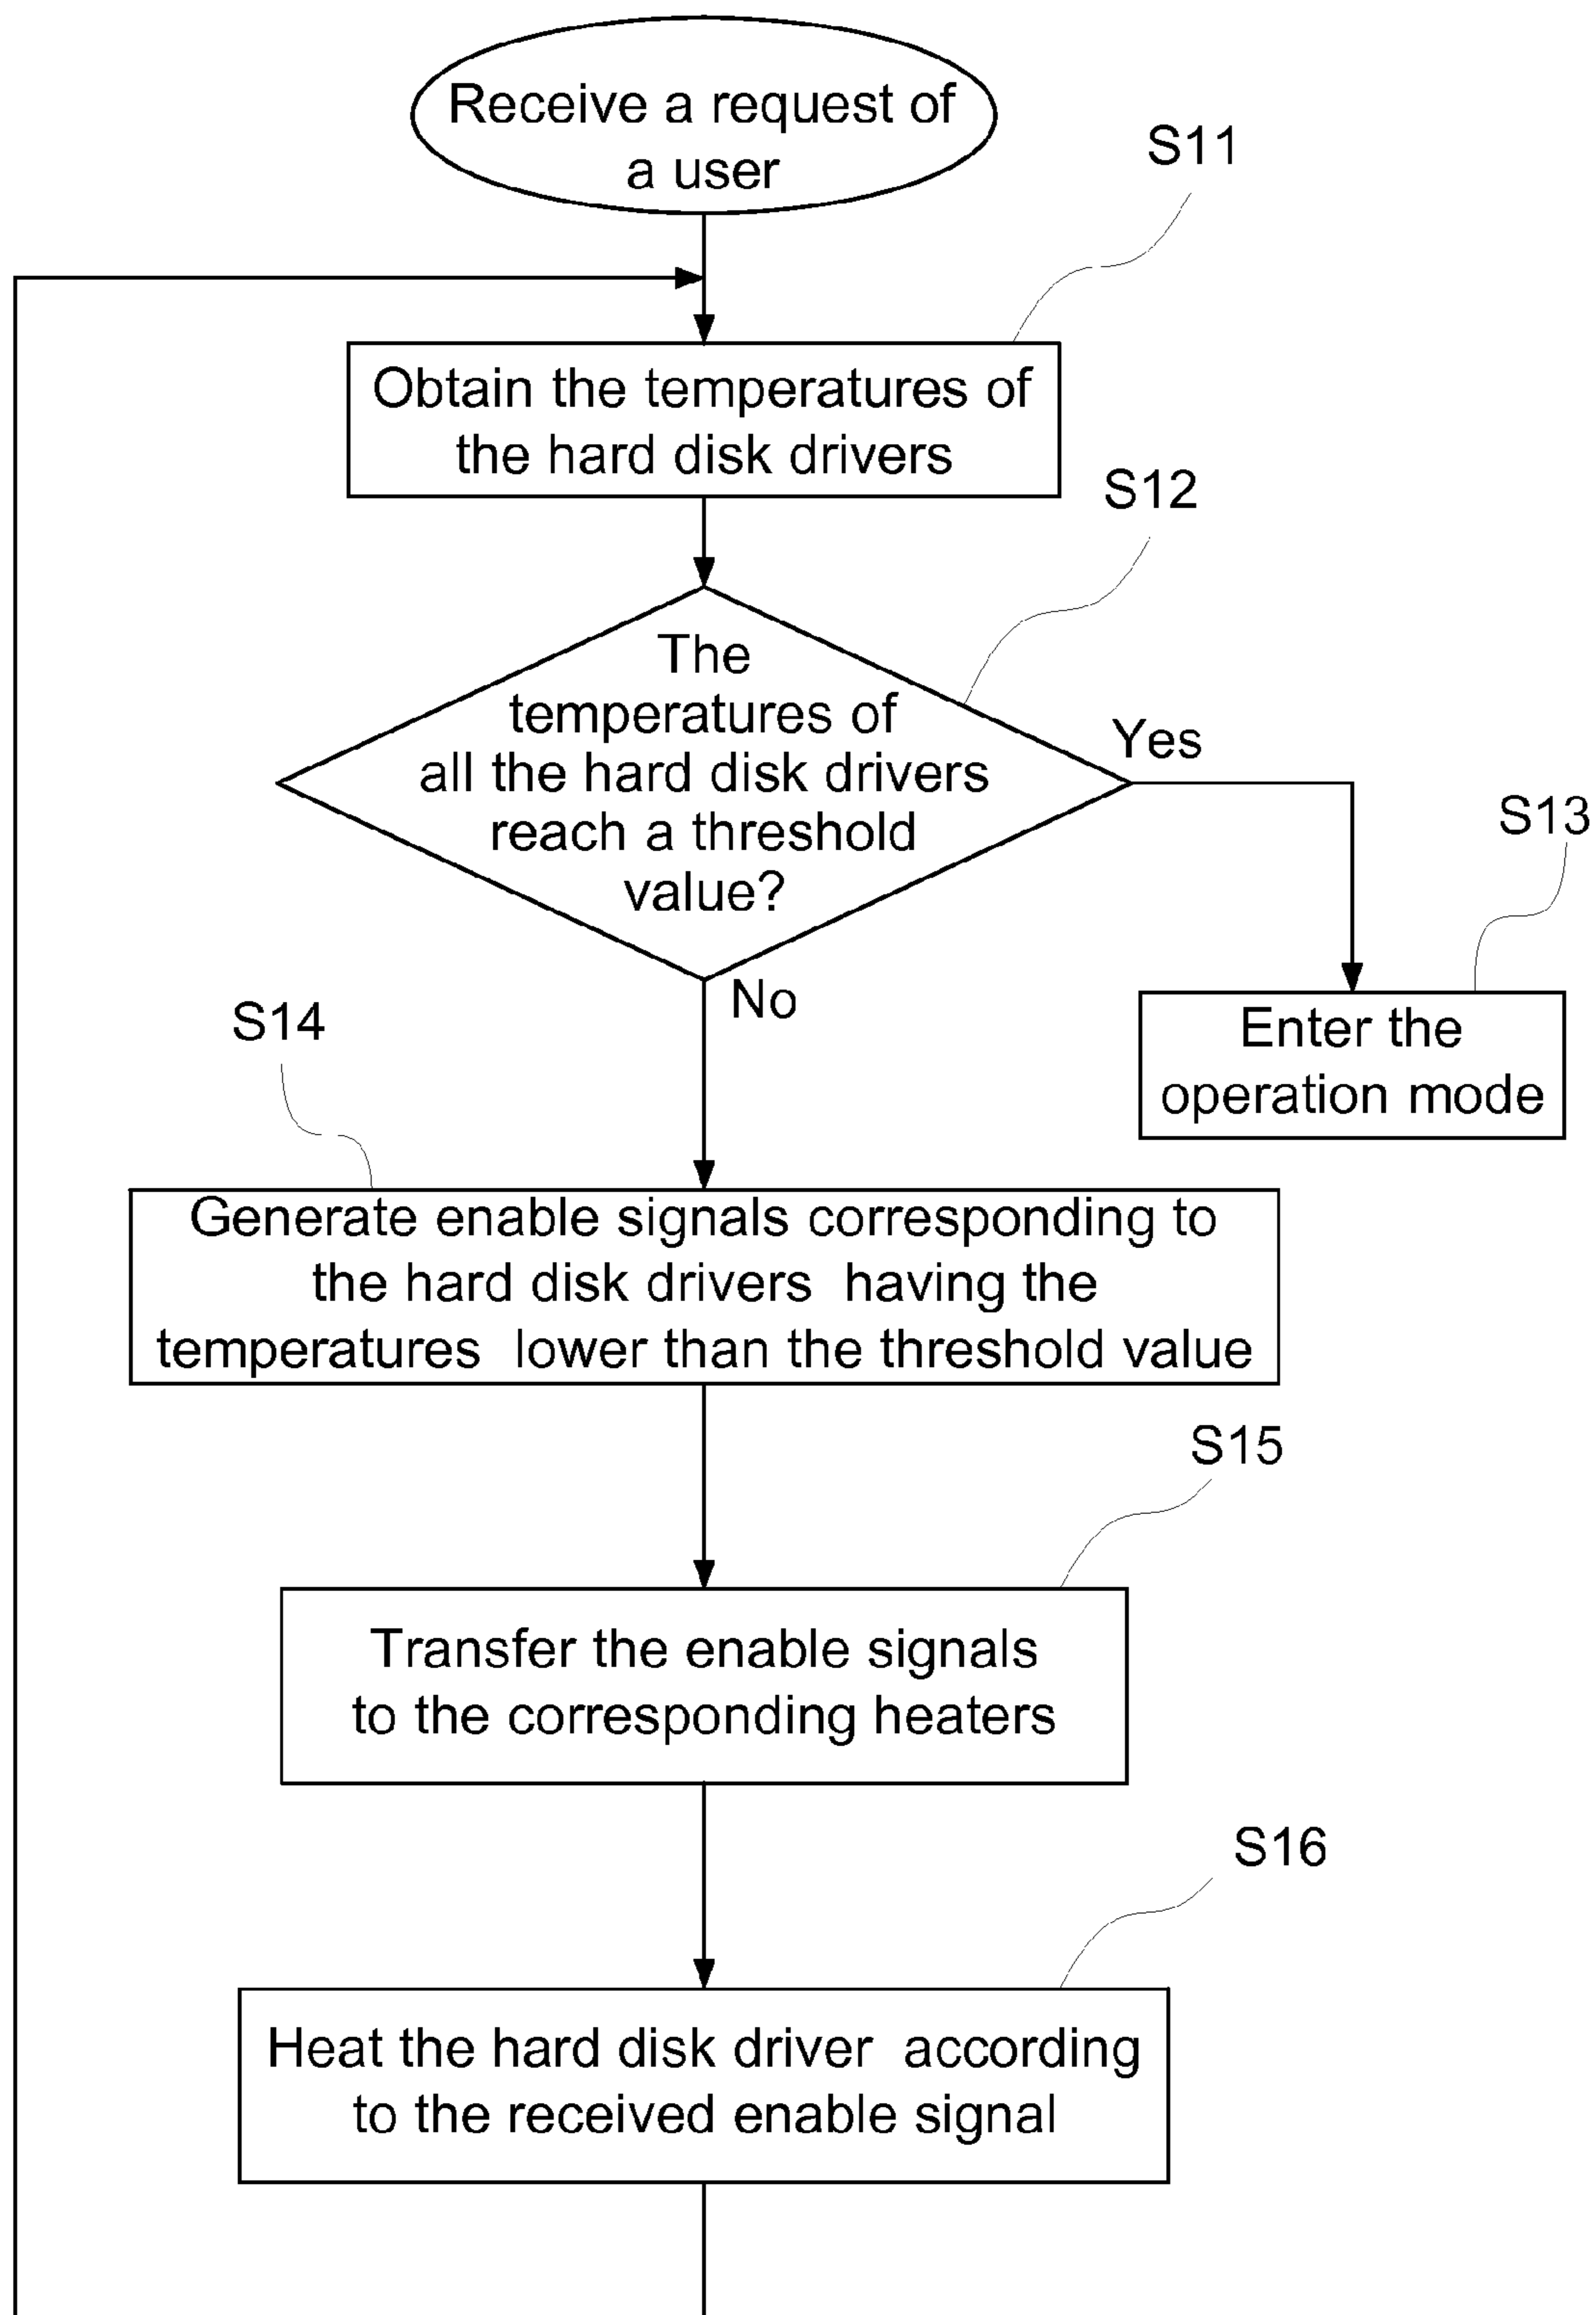 Receive a request of
a user
S11
Obtain the temperatures of
the hard disk drivers
S12
The
temperatures of
all the hard disk drivers
reach a threshold
value?
Yes
S13
Enter the
operation mode
No
S14
Generate enable signals corresponding to
the hard disk drivers having the
temperatures lower than the threshold value
S15
Transfer the enable signals
to the corresponding heaters
S16
Heat the hard disk driver according
to the received enable signal